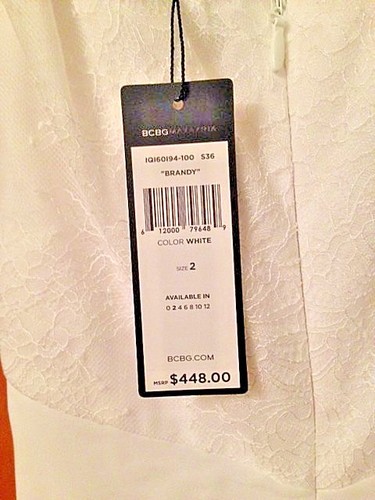 BCBGMAXAZRIA
IQI60I94-100 S36
"BRANDY"
6 12000 79648 9
COLOR WHITE
SIZE 2
AVAILABLE IN
0 2 4 6 8 10 12
BCBG.COM
MSRP $448.00